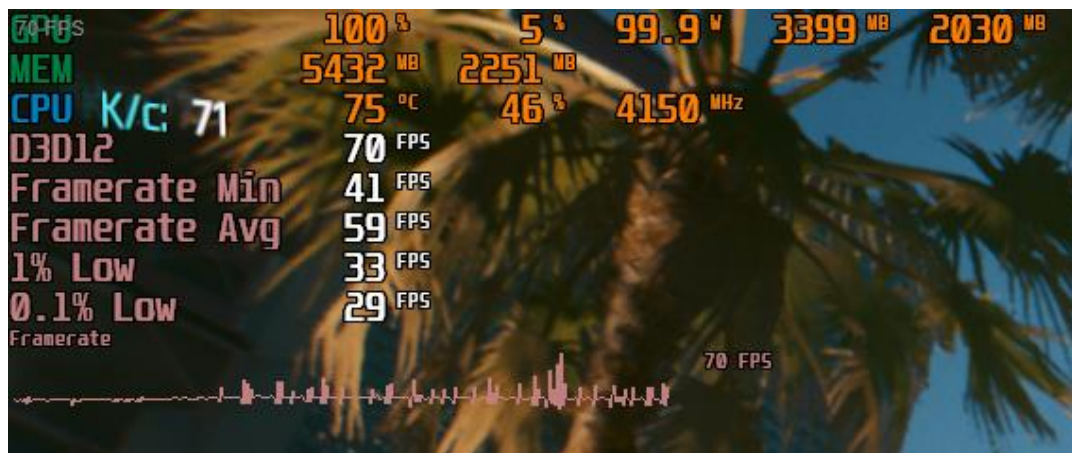 GPU 70 FPS 100 % 5 % 99.9 W 3399 MB 2030 MB
MEM 5432 MB 2251 MB
CPU К/с: 71 75 °C 46 % 4150 MHz
D3D12 70 FPS
Framerate Min 41 FPS
Framerate Avg 59 FPS
1% Low 33 FPS
0.1% Low 29 FPS
Framerate
70 FPS